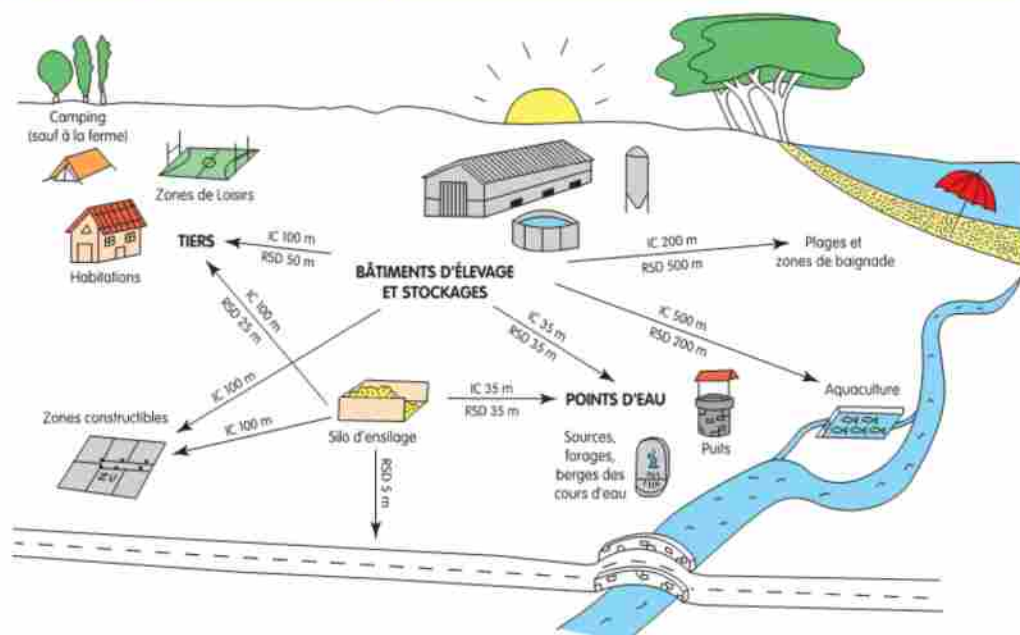 Camping
(sauf à la ferme)
Zones de Loisirs
Habitations
TIERS
IC 100 m
RSD 50 m
BÂTIMENTS D'ÉLEVAGE
ET STOCKAGES
IC 200 m
RSD 500 m
Plages et
zones de baignade
IC 100 m
RSD 25 m
IC 35 m
RSD 35 m
IC 500 m
RSD 200 m
Aquaculture
IC 100 m
Zones constructibles
IC 100 m
Silo d'ensilage
IC 35 m
RSD 35 m
POINTS D'EAU
Puits
Sources,
forages,
berges des
cours d'eau
ZU
RSD 5 m